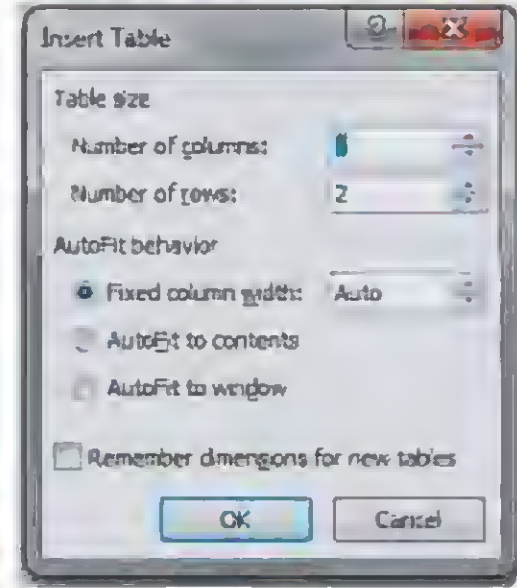 Insert Table
Table size
Number of columns:
Number of rows: 2
AutoFit behavior
Fixed column width: Auto
AutoFit to contents
AutoFit to window
Remember dimensions for new tables
OK Cancel